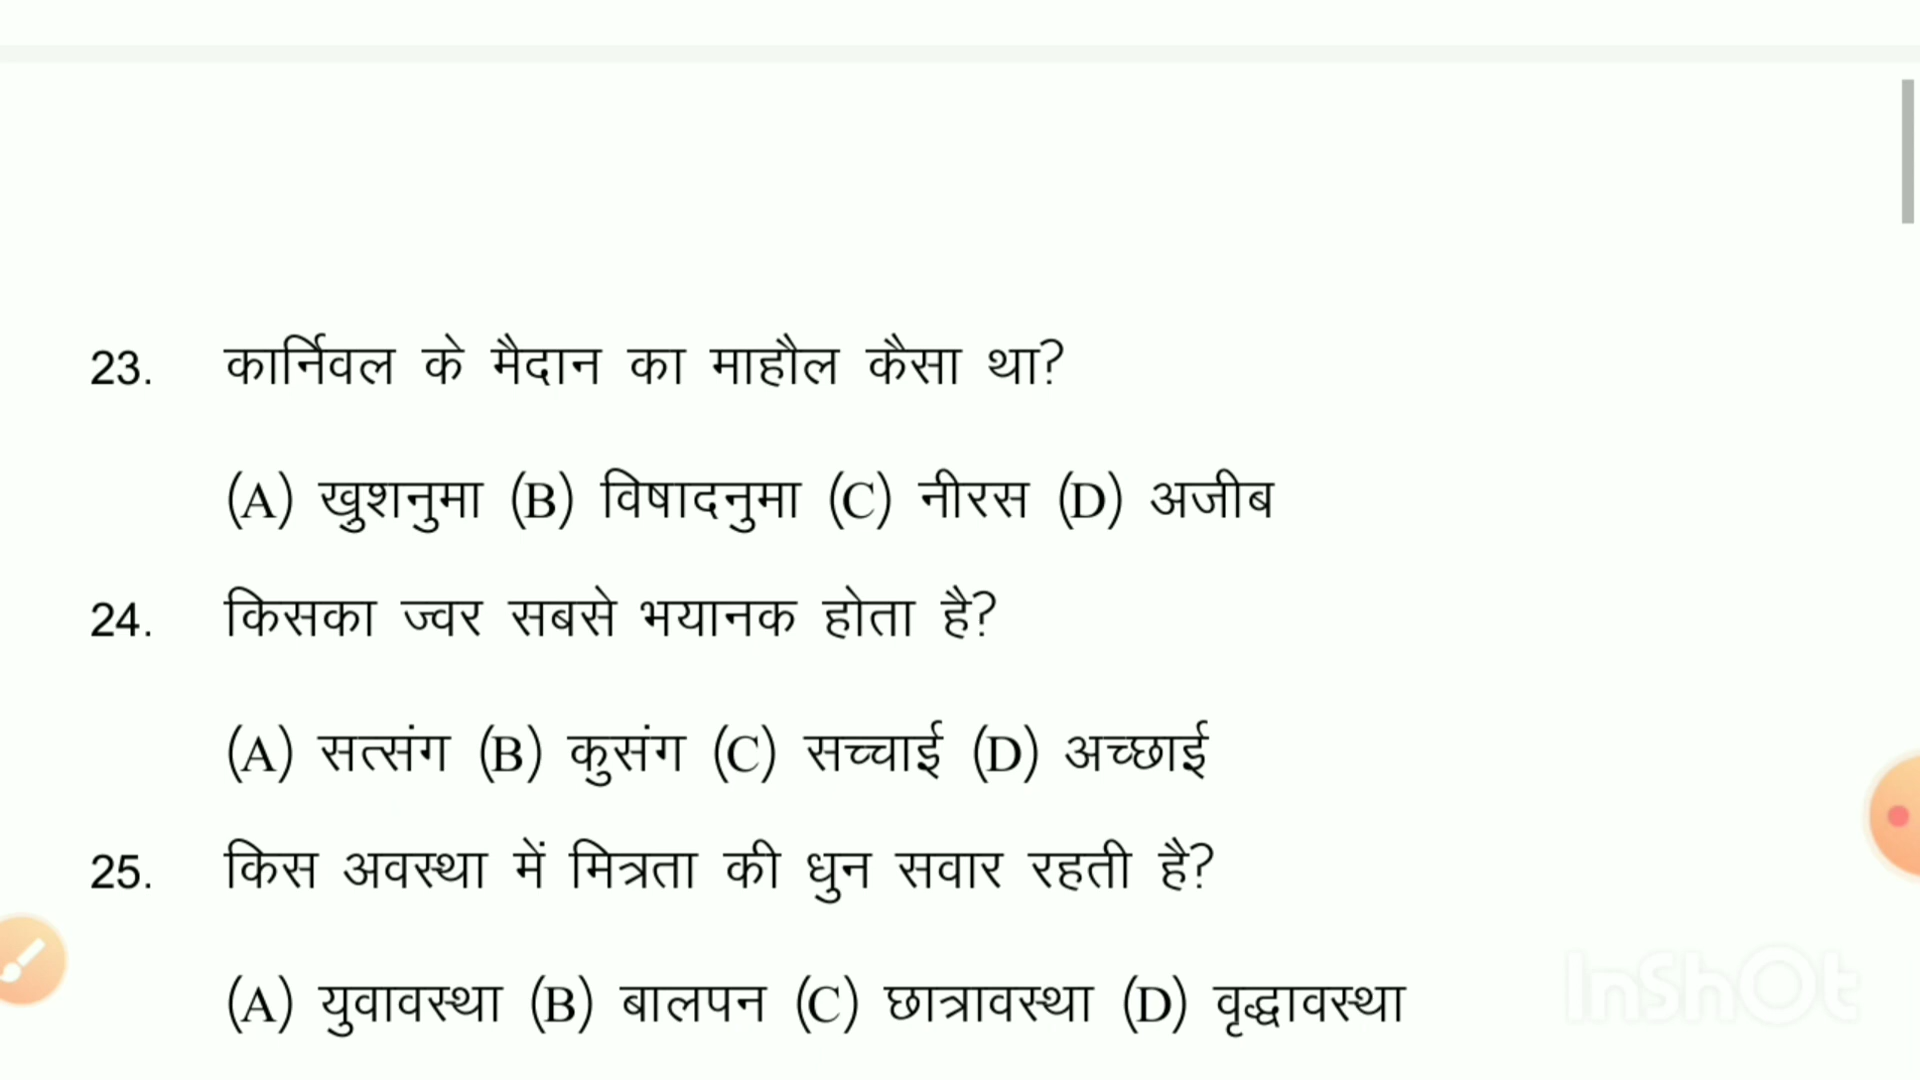 23. कार्निवल के मैदान का माहौल कैसा था?
(A) खुशनुमा (B) विषादनुमा (C) नीरस (D) अजीब
24. किसका ज्वर सबसे भयानक होता है?
(A) सत्संग (B) कुसंग (C) सच्चाई (D) अच्छाई
25. किस अवस्था में मित्रता की धुन सवार रहती है?
(A) युवावस्था (B) बालपन (C) छात्रावस्था (D) वृद्धावस्था
InShOt